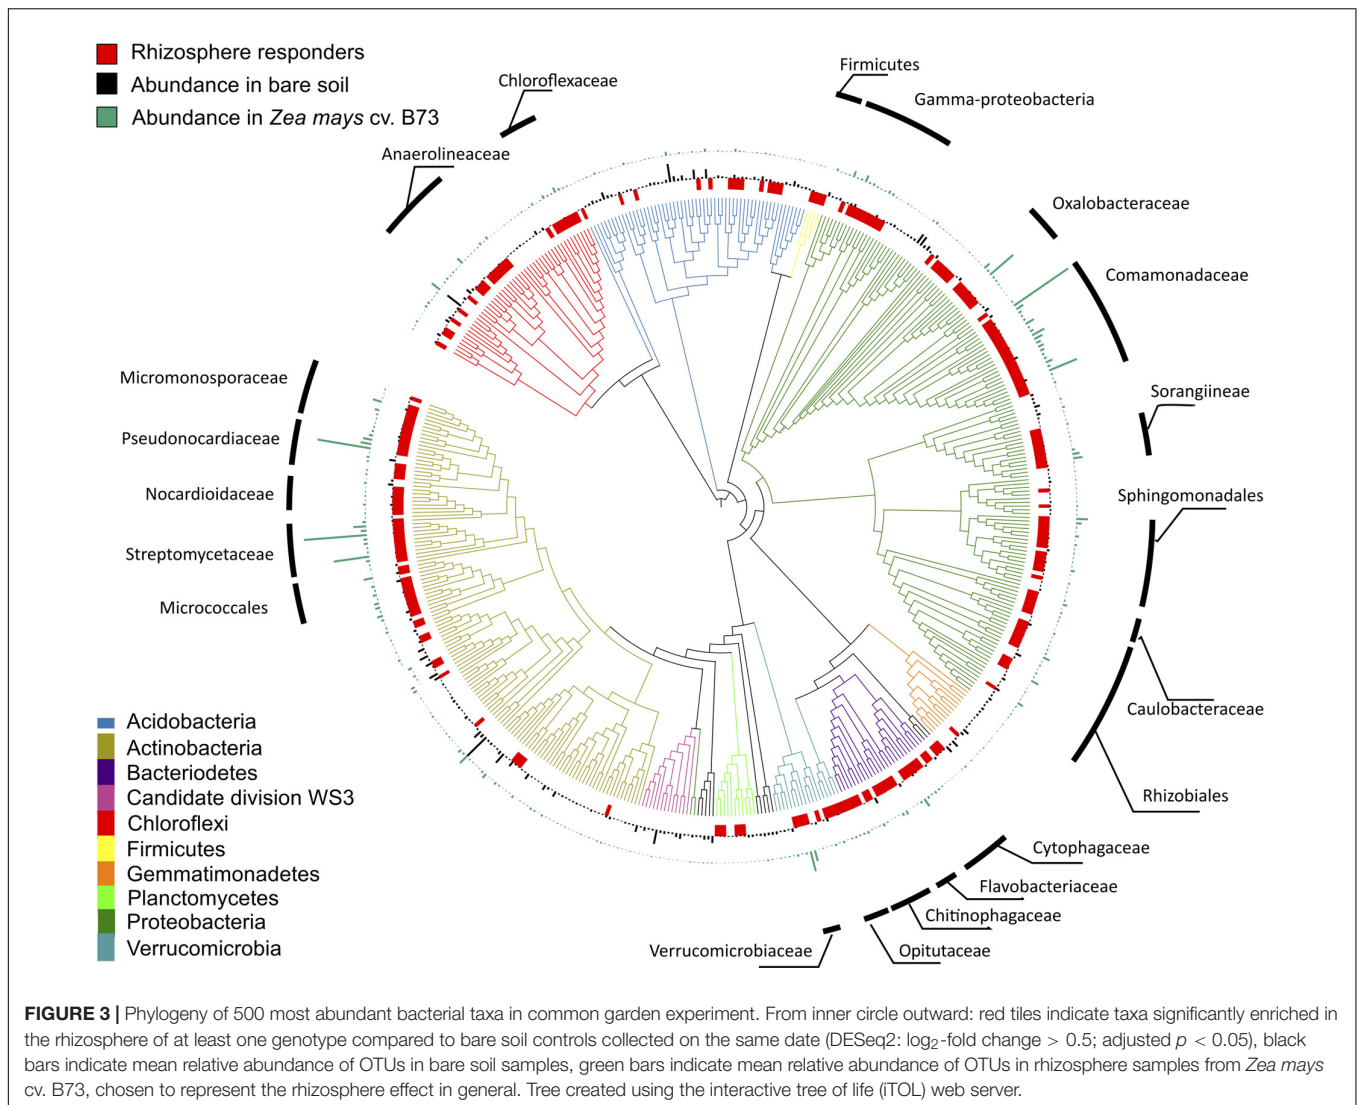 Rhizosphere responders
Abundance in bare soil
Abundance in Zea mays cv. B73
Chloroflexaceae
Anaerolineaceae
Firmicutes
Gamma-proteobacteria
Oxalobacteraceae
Comamonadaceae
Sorangiineae
Sphingomonadales
Caulobacteraceae
Rhizobiales
Cytophagaceae
Flavobacteriaceae
Chitinophagaceae
Opitutaceae
Verrucomicrobiaceae
Micromonosporaceae
Pseudonocardiaceae
Nocardioidaceae
Streptomycetaceae
Micrococcales
Acidobacteria
Actinobacteria
Bacteriodetes
Candidate division WS3
Chloroflexi
Firmicutes
Gemmatimonadetes
Planctomycetes
Proteobacteria
Verrucomicrobia
FIGURE 3 | Phylogeny of 500 most abundant bacterial taxa in common garden experiment. From inner circle outward: red tiles indicate taxa significantly enriched in
the rhizosphere of at least one genotype compared to bare soil controls collected on the same date (DESeq2: log₂-fold change > 0.5; adjusted p < 0.05), black
bars indicate mean relative abundance of OTUs in bare soil samples, green bars indicate mean relative abundance of OTUs in rhizosphere samples from Zea mays
cv. B73, chosen to represent the rhizosphere effect in general. Tree created using the interactive tree of life (iTOL) web server.